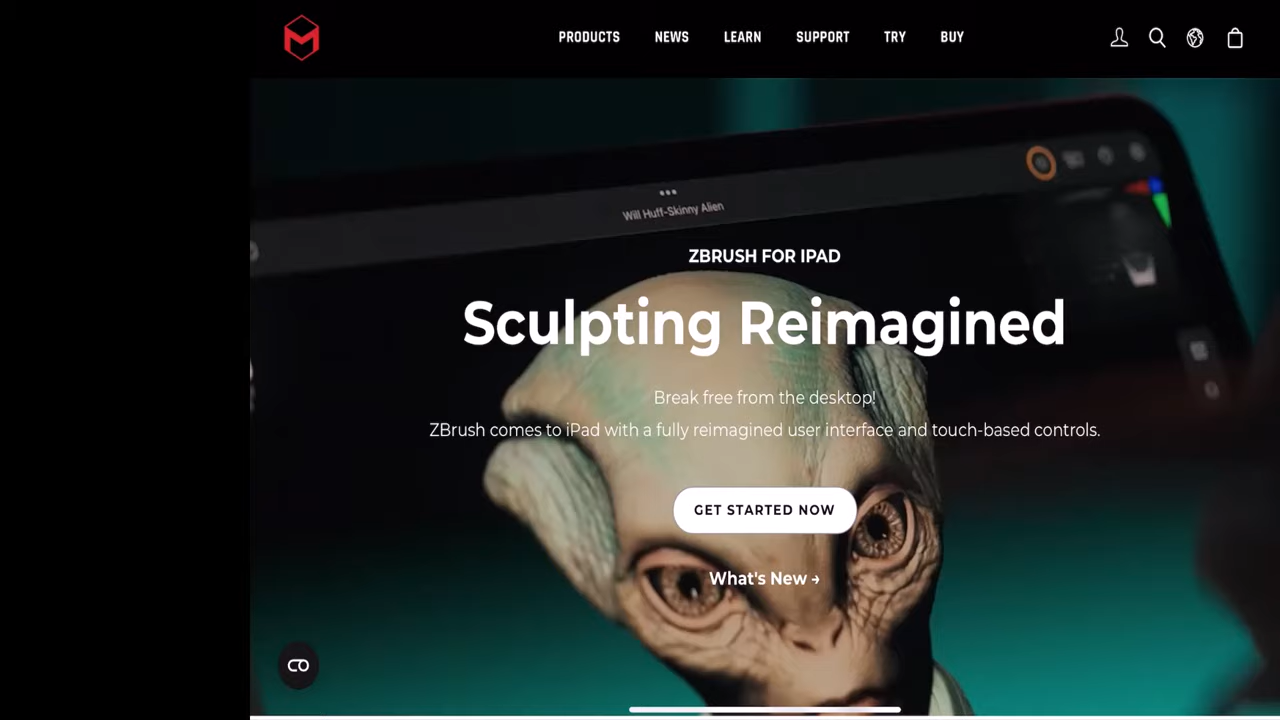 PRODUCTS NEWS LEARN SUPPORT TRY BUY
Will Huff-Skinny Alien
ZBRUSH FOR IPAD
Sculpting Reimagined
Break free from the desktop!
ZBrush comes to iPad with a fully reimagined user interface and touch-based controls.
GET STARTED NOW
What's New →